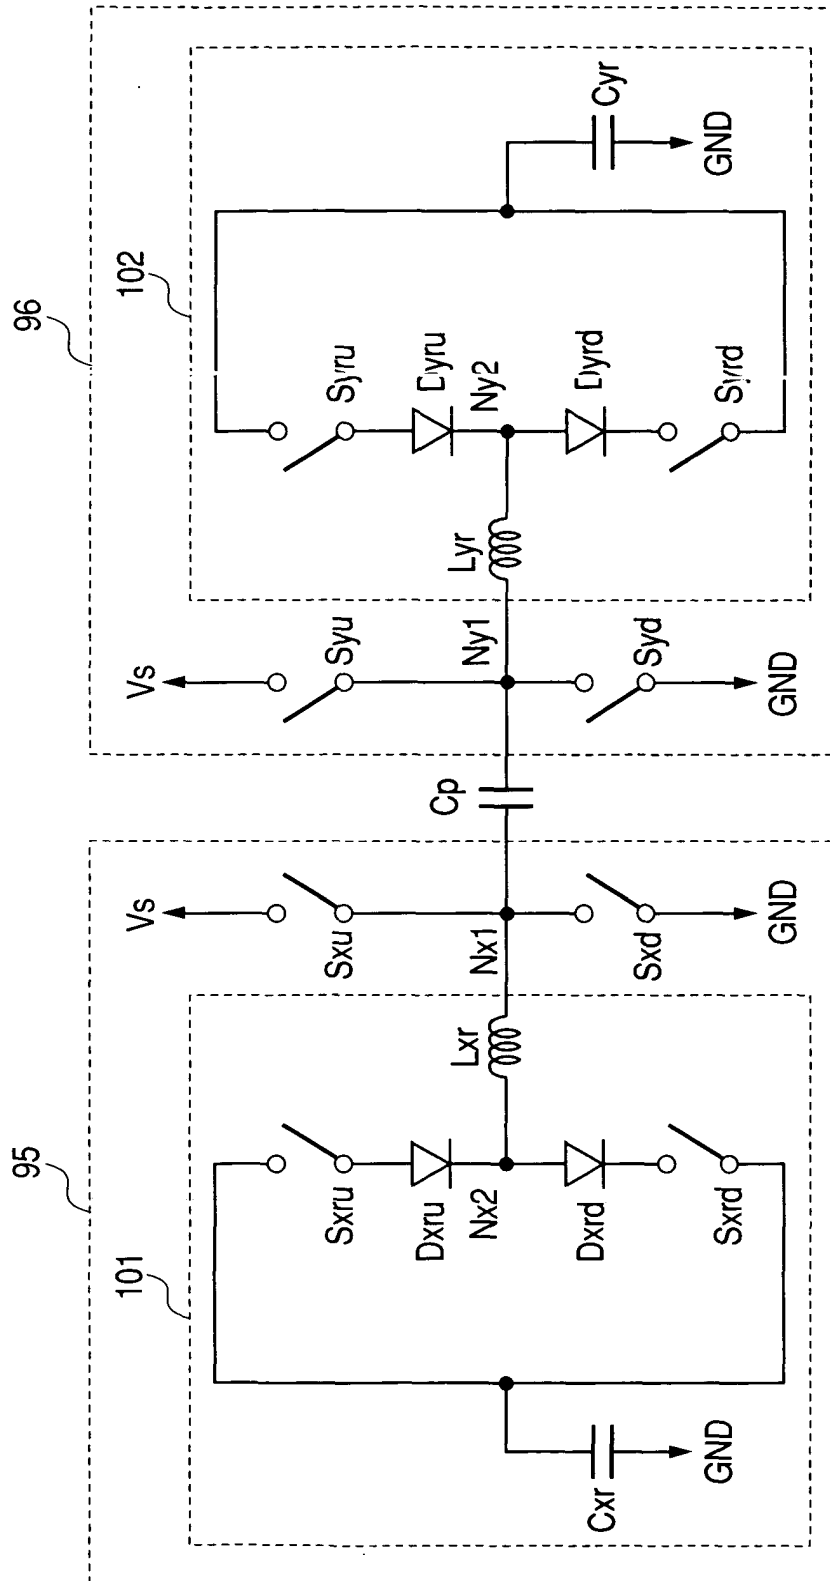 95
96
101
Vs
Vs
102
Sxru
Sxu
Syu
Syru
Dxru
Cp
Dyru
Nx2
Lxr
Nx1
Ny1
Lyr
Ny2
Cxr
Dxrd
Dyrd
Cyr
Sxd
Syd
GND
Sxrd
Syrd
GND
GND
GND